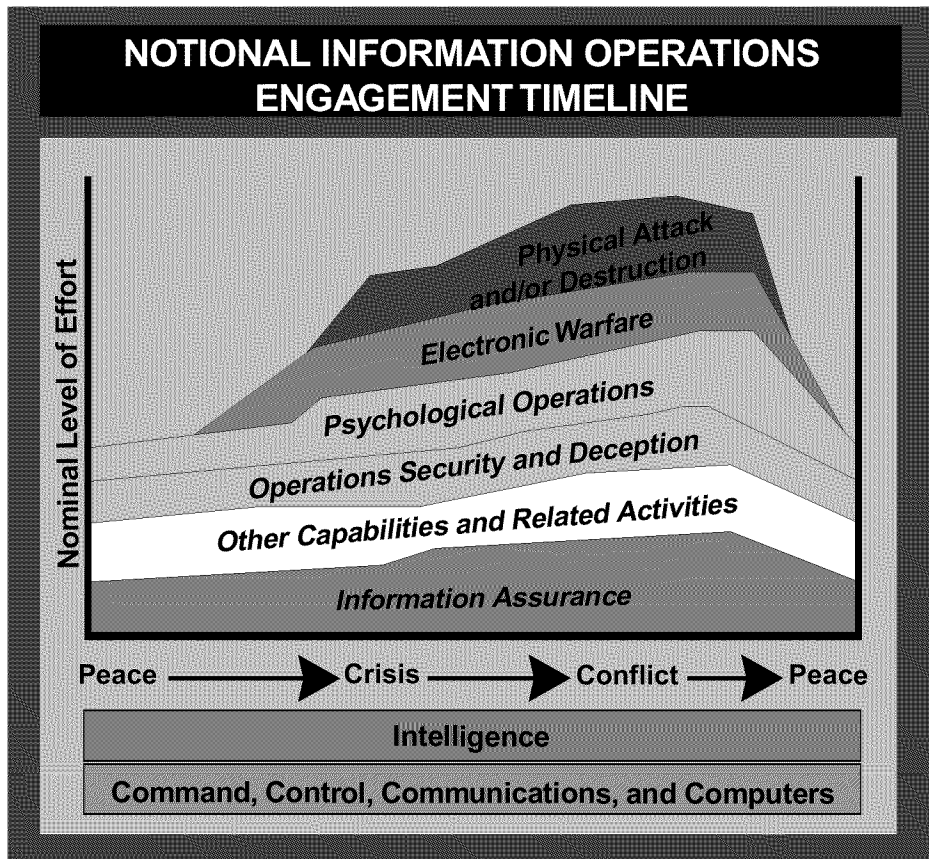 NOTIONAL INFORMATION OPERATIONS
ENGAGEMENT TIMELINE
Nominal Level of Effort
Physical Attack
and/or Destruction
Electronic Warfare
Psychological Operations
Operations Security and Deception
Other Capabilities and Related Activities
Information Assurance
Peace Crisis Conflict Peace
Intelligence
Command, Control, Communications, and Computers